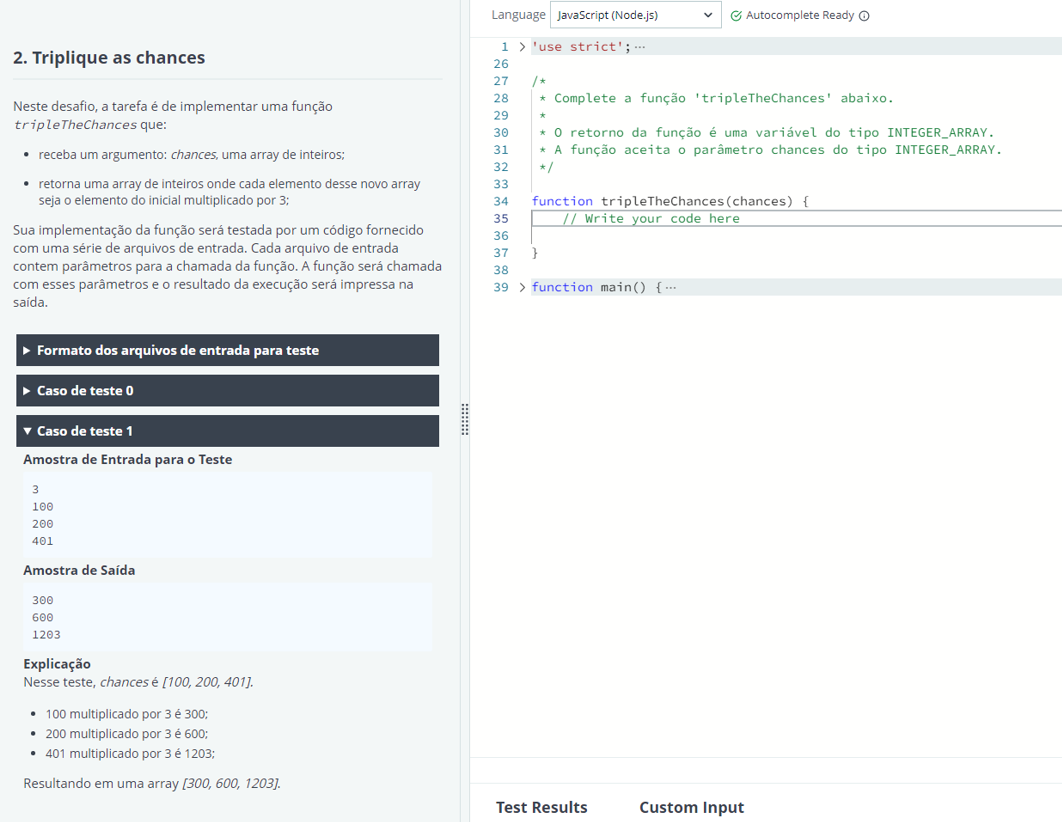 Language JavaScript (Node.js) Autocomplete Ready
2. Triplique as chances
Neste desafio, a tarefa é de implementar uma função
tripleTheChances que:
receba um argumento: chances, uma array de inteiros;
retorna uma array de inteiros onde cada elemento desse novo array
seja o elemento do inicial multiplicado por 3;
Sua implementação da função será testada por um código fornecido
com uma série de arquivos de entrada. Cada arquivo de entrada
contem parâmetros para a chamada da função. A função será chamada
com esses parâmetros e o resultado da execução será impressa na
saída.
Formato dos arquivos de entrada para teste
Caso de teste 0
Caso de teste 1
Amostra de Entrada para o Teste
3
100
200
401
Amostra de Saída
300
600
1203
Explicação
Nesse teste, chances é [100, 200, 401].
100 multiplicado por 3 é 300;
200 multiplicado por 3 é 600;
401 multiplicado por 3 é 1203;
Resultando em uma array [300, 600, 1203].
1 'use strict'; ...
26
27 /*
28 * Complete a função 'tripleTheChances' abaixo.
29 *
30 * O retorno da função é uma variável do tipo INTEGER_ARRAY.
31 * A função aceita o parâmetro chances do tipo INTEGER_ARRAY.
32 */
33
34 function tripleTheChances(chances) {
35 // Write your code here
36
37 }
38
39 function main() { ...
Test Results Custom Input